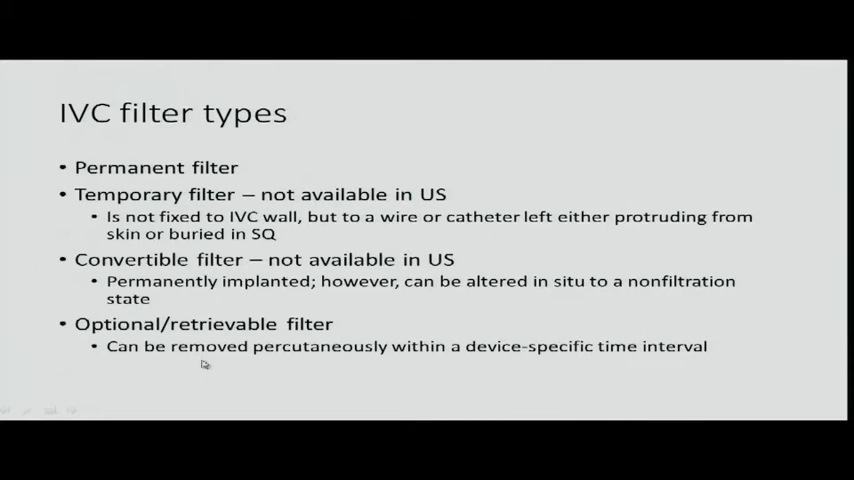 IVC filter types
• Permanent filter
• Temporary filter – not available in US
• Is not fixed to IVC wall, but to a wire or catheter left either protruding from
skin or buried in SQ
• Convertible filter – not available in US
• Permanently implanted; however, can be altered in situ to a nonfiltration
state
• Optional/retrievable filter
• Can be removed percutaneously within a device-specific time interval